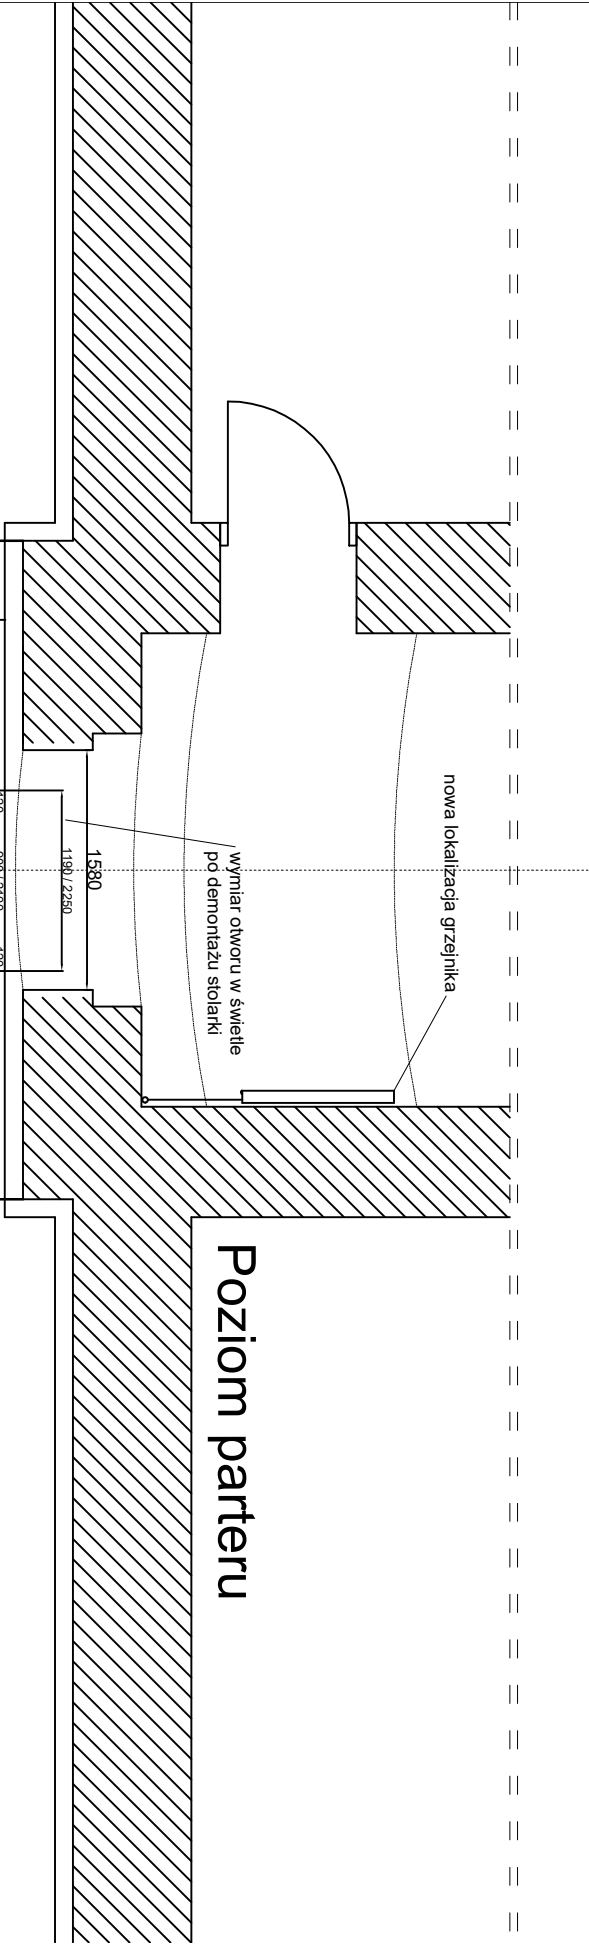 nowa lokalizacja grzejnika
wymiar otworu w świetle
po demontażu stolarki
1580
1190 / 2250
Poziom parteru